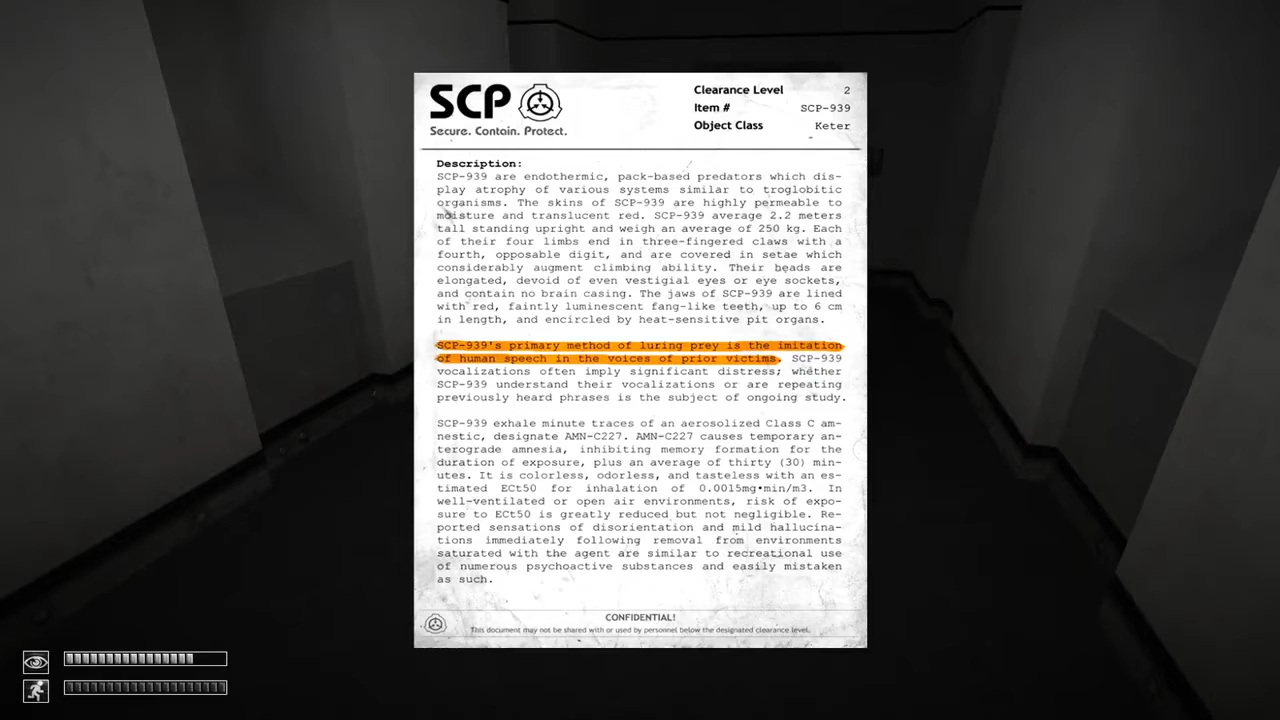 SCP
Secure. Contain. Protect.
Clearance Level 2
Item # SCP-939
Object Class Keter
Description:
SCP-939 are endothermic, pack-based predators which dis-
play atrophy of various systems similar to troglobitic
organisms. The skins of SCP-939 are highly permeable to
moisture and translucent red. SCP-939 average 2.2 meters
tall standing upright and weigh an average of 250 kg. Each
of their four limbs end in three-fingered claws with a
fourth, opposable digit, and are covered in setae which
considerably augment climbing ability. Their heads are
elongated, devoid of even vestigial eyes or eye sockets,
and contain no brain casing. The jaws of SCP-939 are lined
with red, faintly luminescent fang-like teeth, up to 6 cm
in length, and encircled by heat-sensitive pit organs.
SCP-939's primary method of luring prey is the imitation
of human speech in the voices of prior victims. SCP-939
vocalizations often imply significant distress; whether
SCP-939 understand their vocalizations or are repeating
previously heard phrases is the subject of ongoing study.
SCP-939 exhale minute traces of an aerosolized Class C am-
nestic, designate AMN-C227. AMN-C227 causes temporary an-
terograde amnesia, inhibiting memory formation for the
duration of exposure, plus an average of thirty (30) min-
utes. It is colorless, odorless, and tasteless with an es-
timated ECt50 for inhalation of 0.0015mg•min/m3. In
well-ventilated or open air environments, risk of expo-
sure to ECt50 is greatly reduced but not negligible. Re-
ported sensations of disorientation and mild hallucina-
tions immediately following removal from environments
saturated with the agent are similar to recreational use
of numerous psychoactive substances and easily mistaken
as such.
CONFIDENTIAL!
This document may not be shared with or used by personnel below the designated clearance level.